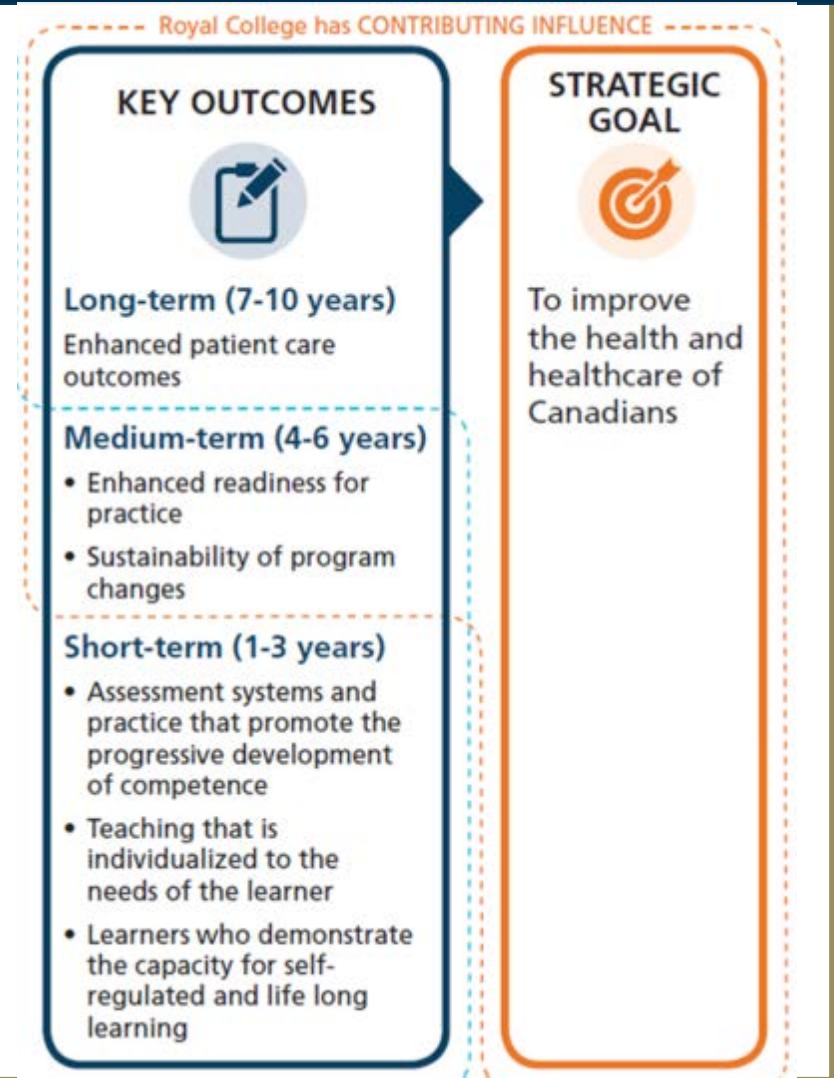 Royal College has CONTRIBUTING INFLUENCE
KEY OUTCOMES
Long-term (7-10 years)
Enhanced patient care
outcomes
Medium-term (4-6 years)
• Enhanced readiness for
practice
• Sustainability of program
changes
Short-term (1-3 years)
• Assessment systems and
practice that promote the
progressive development
of competence
• Teaching that is
individualized to the
needs of the learner
• Learners who demonstrate
the capacity for self-
regulated and life long
learning
STRATEGIC
GOAL
To improve
the health and
healthcare of
Canadians